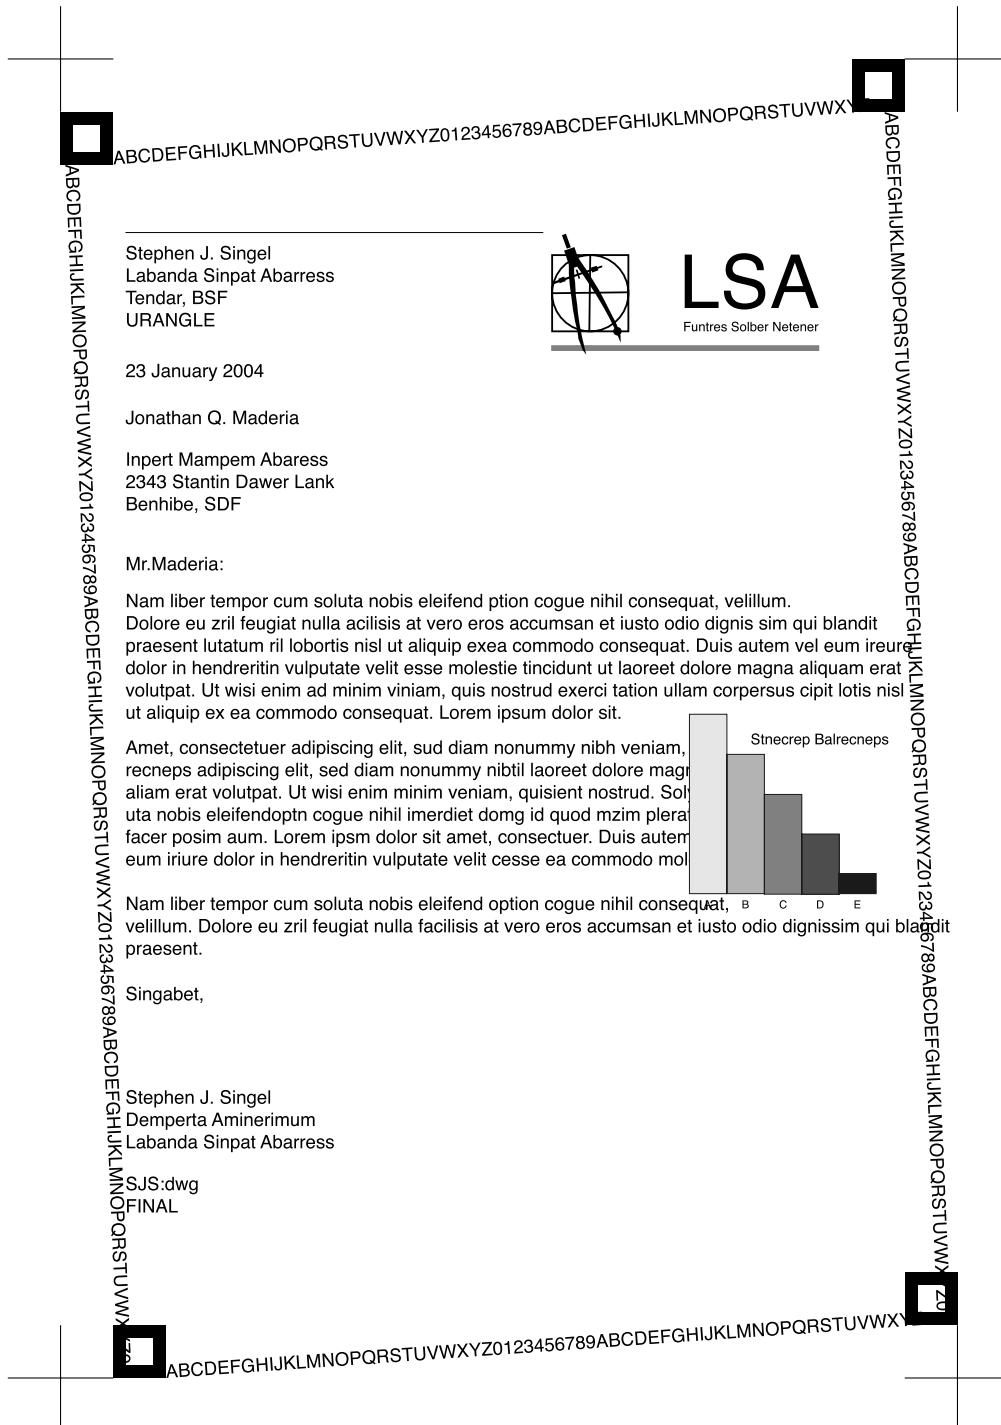 ABCDEFGHIJKLMNOPQRSTUVWXYZ0123456789ABCDEFGHIJKLMNOPQRSTUVWXY
ABCDEFGHIJKLMNOPQRSTUVWXYZ0123456789ABCDEFGHIJKLMNOPQRSTUVWXYZ0123456789ABCDEFGHIJKLMNOPQRSTUVWX
ABCDEFGHIJKLMNOPQRSTUVWXYZ0123456789ABCDEFGHIJKLMNOPQRSTUVWXYZ0123456789ABCDEFGHIJKLMNOPQRSTUVWX
Stephen J. Singel
Labanda Sinpat Abarress
Tendar, BSF
URANGLE
LSA
Funtres Solber Netener
23 January 2004
Jonathan Q. Maderia
Inpert Mampem Abaress
2343 Stantin Dawer Lank
Benhibe, SDF
Mr.Maderia:
Nam liber tempor cum soluta nobis eleifend ption cogue nihil consequat, velillum.
Dolore eu zril feugiat nulla acilisis at vero eros accumsan et iusto odio dignis sim qui blandit
praesent lutatum ril lobortis nisl ut aliquip exea commodo consequat. Duis autem vel eum ireure
dolor in hendreritin vulputate velit esse molestie tincidunt ut laoreet dolore magna aliquam erat
volutpat. Ut wisi enim ad minim viniam, quis nostrud exerci tation ullam corpersus cipit lotis nisl
ut aliquip ex ea commodo consequat. Lorem ipsum dolor sit.
Amet, consectetuer adipiscing elit, sud diam nonummy nibh veniam,
recneps adipiscing elit, sed diam nonummy nibtil laoreet dolore mag
aliam erat volutpat. Ut wisi enim minim veniam, quisient nostrud. Sol
uta nobis eleifendoptn cogue nihil imerdiet domg id quod mzim plerat
facer posim aum. Lorem ipsm dolor sit amet, consectuer. Duis autem
eum iriure dolor in hendreritin vulputate velit cesse ea commodo mol
Stnecrep Balrecneps
A B C D E
Nam liber tempor cum soluta nobis eleifend option cogue nihil consequat,
velillum. Dolore eu zril feugiat nulla facilisis at vero eros accumsan et iusto odio dignissim qui blandit
praesent.
Singabet,
Stephen J. Singel
Demperta Aminerimum
Labanda Sinpat Abarress
SJS:dwg
FINAL
ABCDEFGHIJKLMNOPQRSTUVWXYZ0123456789ABCDEFGHIJKLMNOPQRSTUVWXY